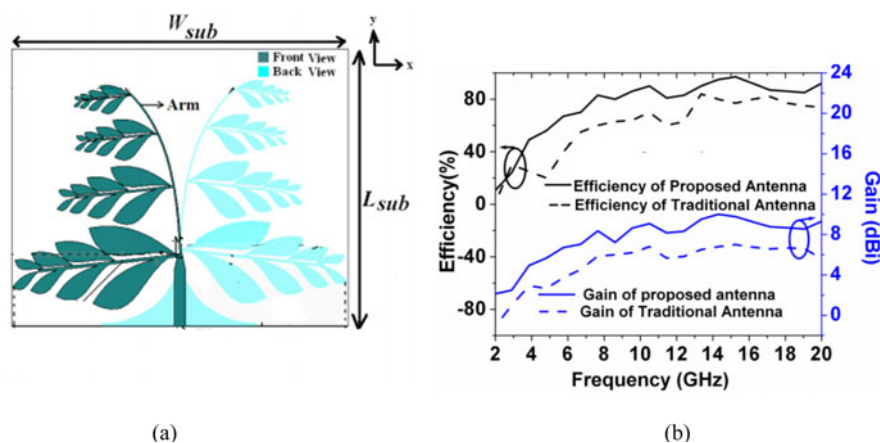 W_sub
y
x
Front View
Back View
Arm
L_sub
(a)
Efficiency(%)
80
40
0
-40
-80
24
20
16
12
8
4
0
Gain (dBi)
Efficiency of Proposed Antenna
Efficiency of Traditional Antenna
Gain of proposed antenna
Gain of Traditional Antenna
2 4 6 8 10 12 14 16 18 20
Frequency (GHz)
(b)